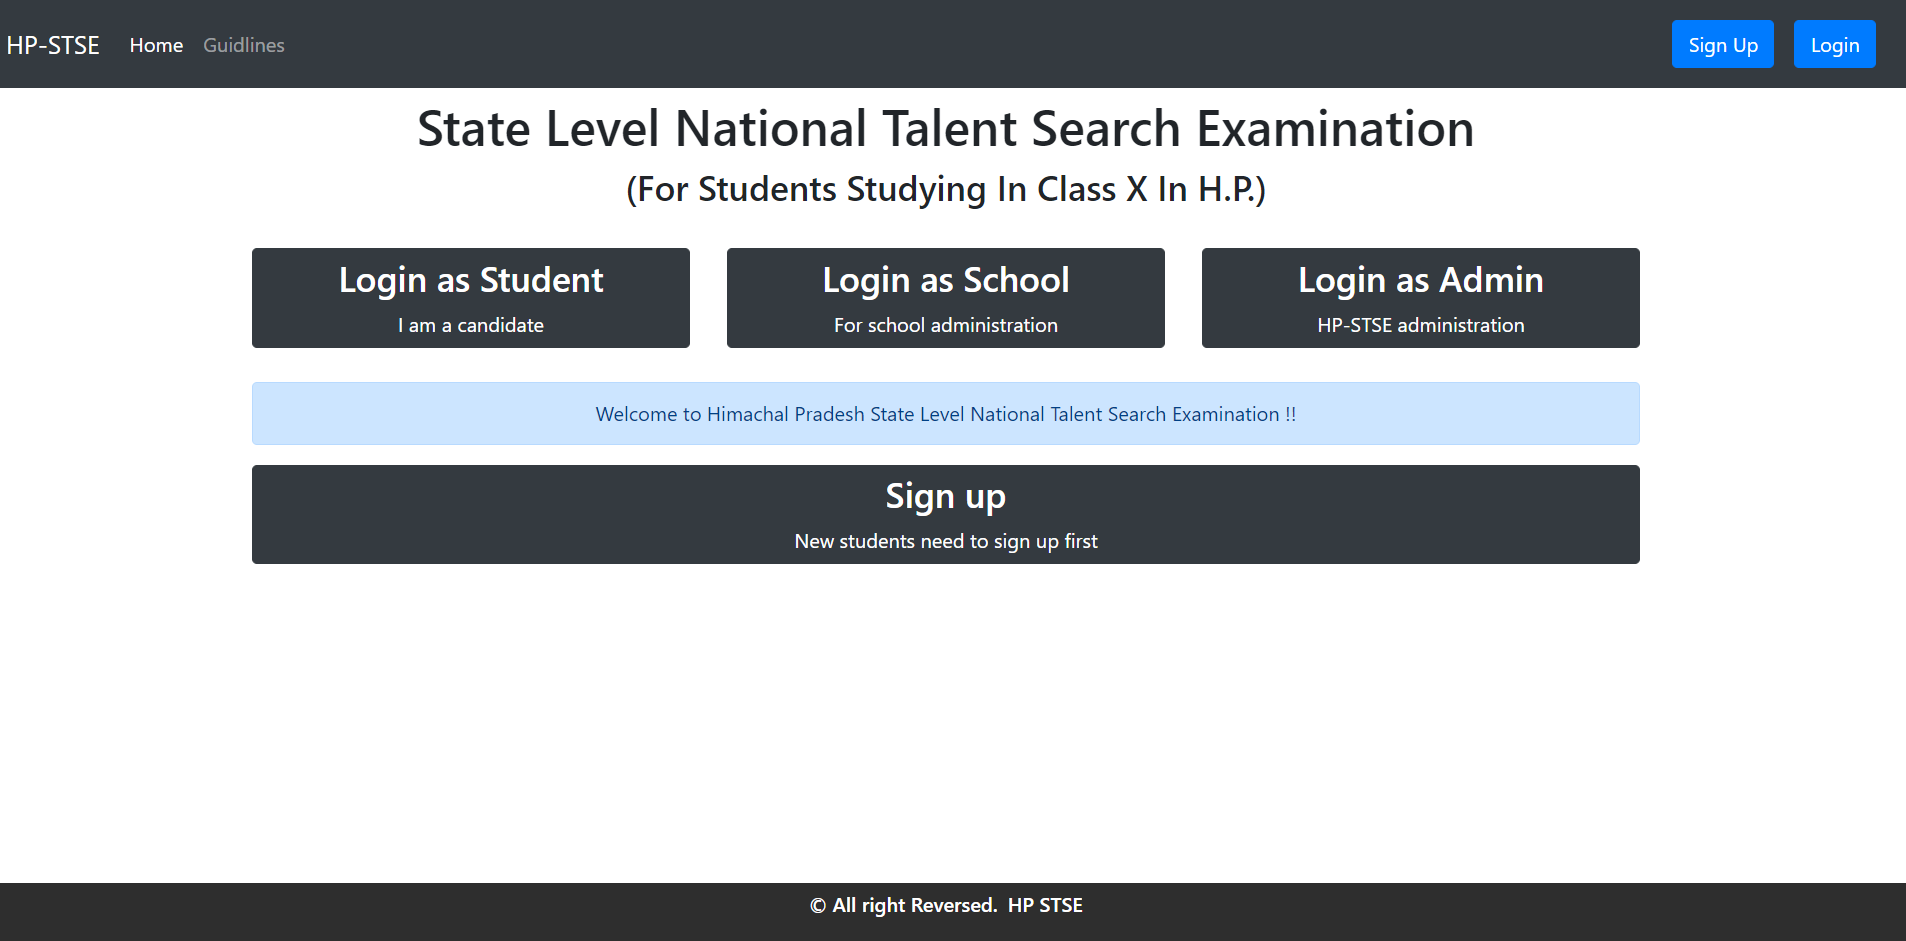 HP-STSE Home Guidlines Sign Up Login
State Level National Talent Search Examination
(For Students Studying In Class X In H.P.)
Login as Student
I am a candidate
Login as School
For school administration
Login as Admin
HP-STSE administration
Welcome to Himachal Pradesh State Level National Talent Search Examination !!
Sign up
New students need to sign up first
© All right Reversed. HP STSE